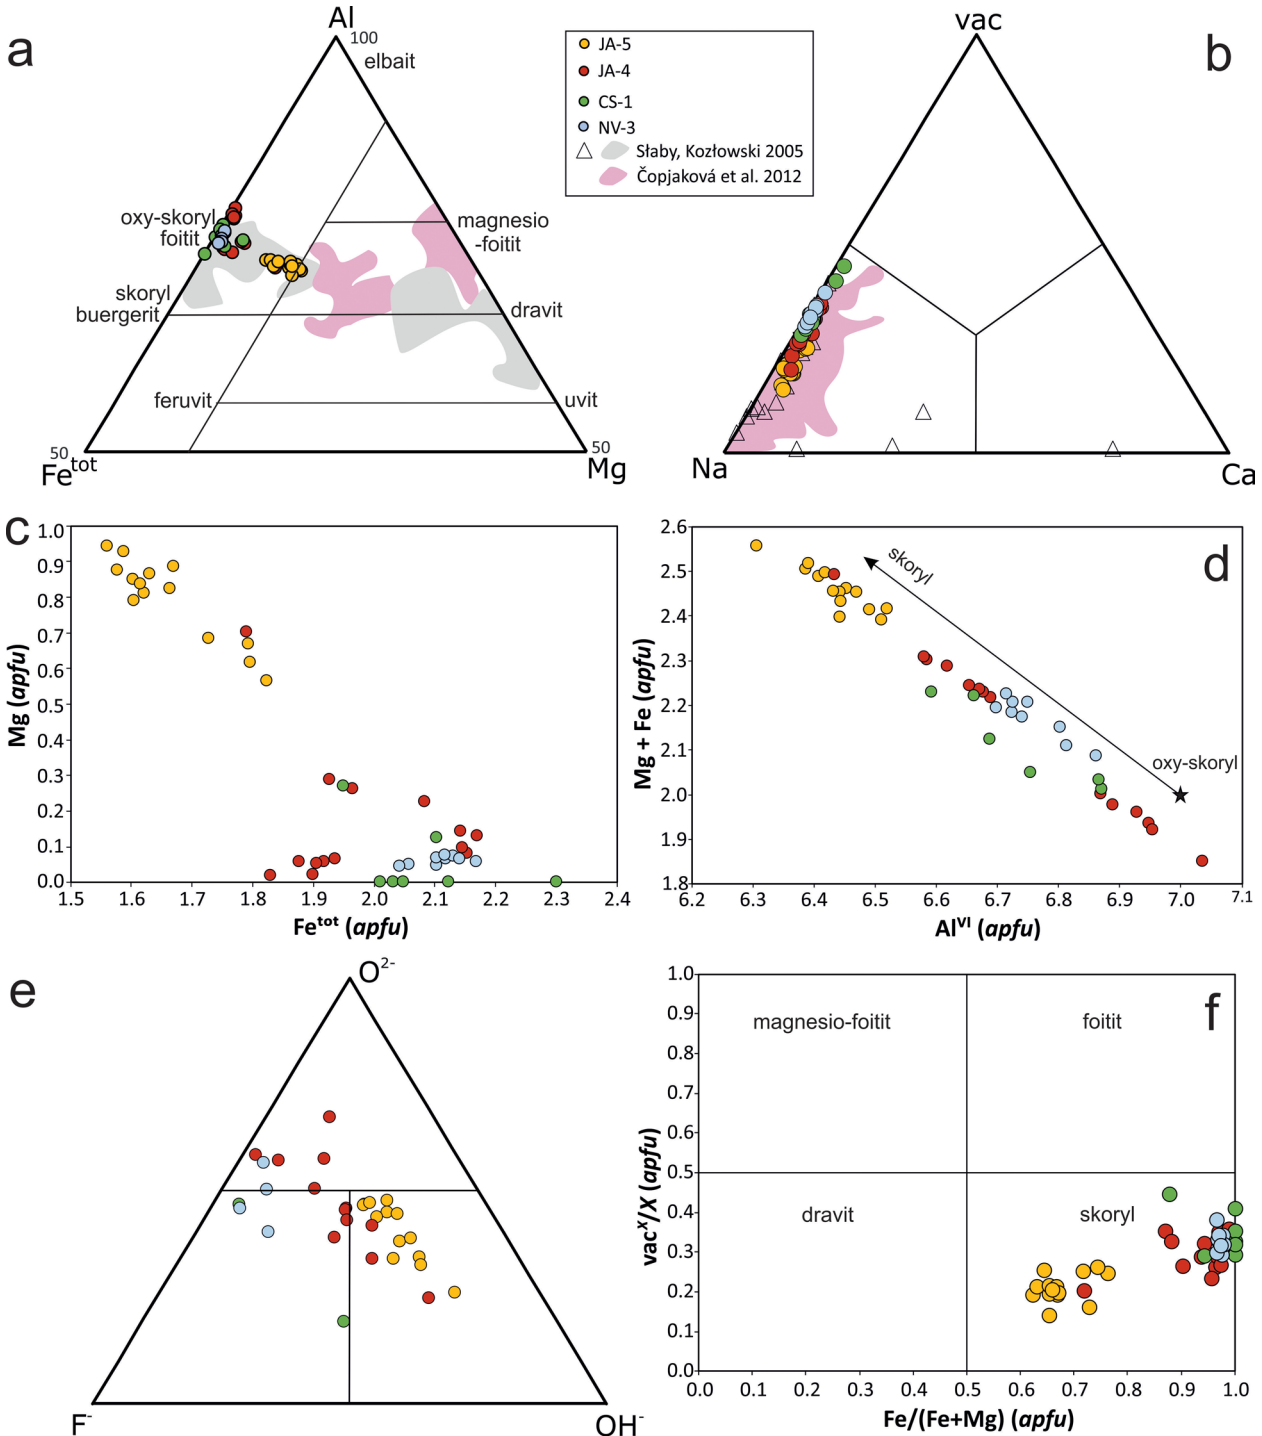 a
Al
100
elbait
oxy-skoryl
foitit
magnesio
-foitit
skoryl
buergerit
dravit
feruvit
uvit
50
Fe^tot
50
Mg
JA-5
JA-4
CS-1
NV-3
Słaby, Kozłowski 2005
Čopjaková et al. 2012
b
vac
Na
Ca
c
1.0
0.9
0.8
0.7
0.6
0.5
0.4
0.3
0.2
0.1
0.0
Mg (apfu)
1.5 1.6 1.7 1.8 1.9 2.0 2.1 2.2 2.3 2.4
Fe^tot (apfu)
d
2.6
2.5
2.4
2.3
2.2
2.1
2.0
1.9
1.8
Mg + Fe (apfu)
skoryl
oxy-skoryl
6.2 6.3 6.4 6.5 6.6 6.7 6.8 6.9 7.0 7.1
Al^VI (apfu)
e
O^2-
F^-
OH^-
f
1.0
0.9
0.8
0.7
0.6
0.5
0.4
0.3
0.2
0.1
0.0
vac^x/X (apfu)
magnesio-foitit
foitit
dravit
skoryl
0.0 0.1 0.2 0.3 0.4 0.5 0.6 0.7 0.8 0.9 1.0
Fe/(Fe+Mg) (apfu)